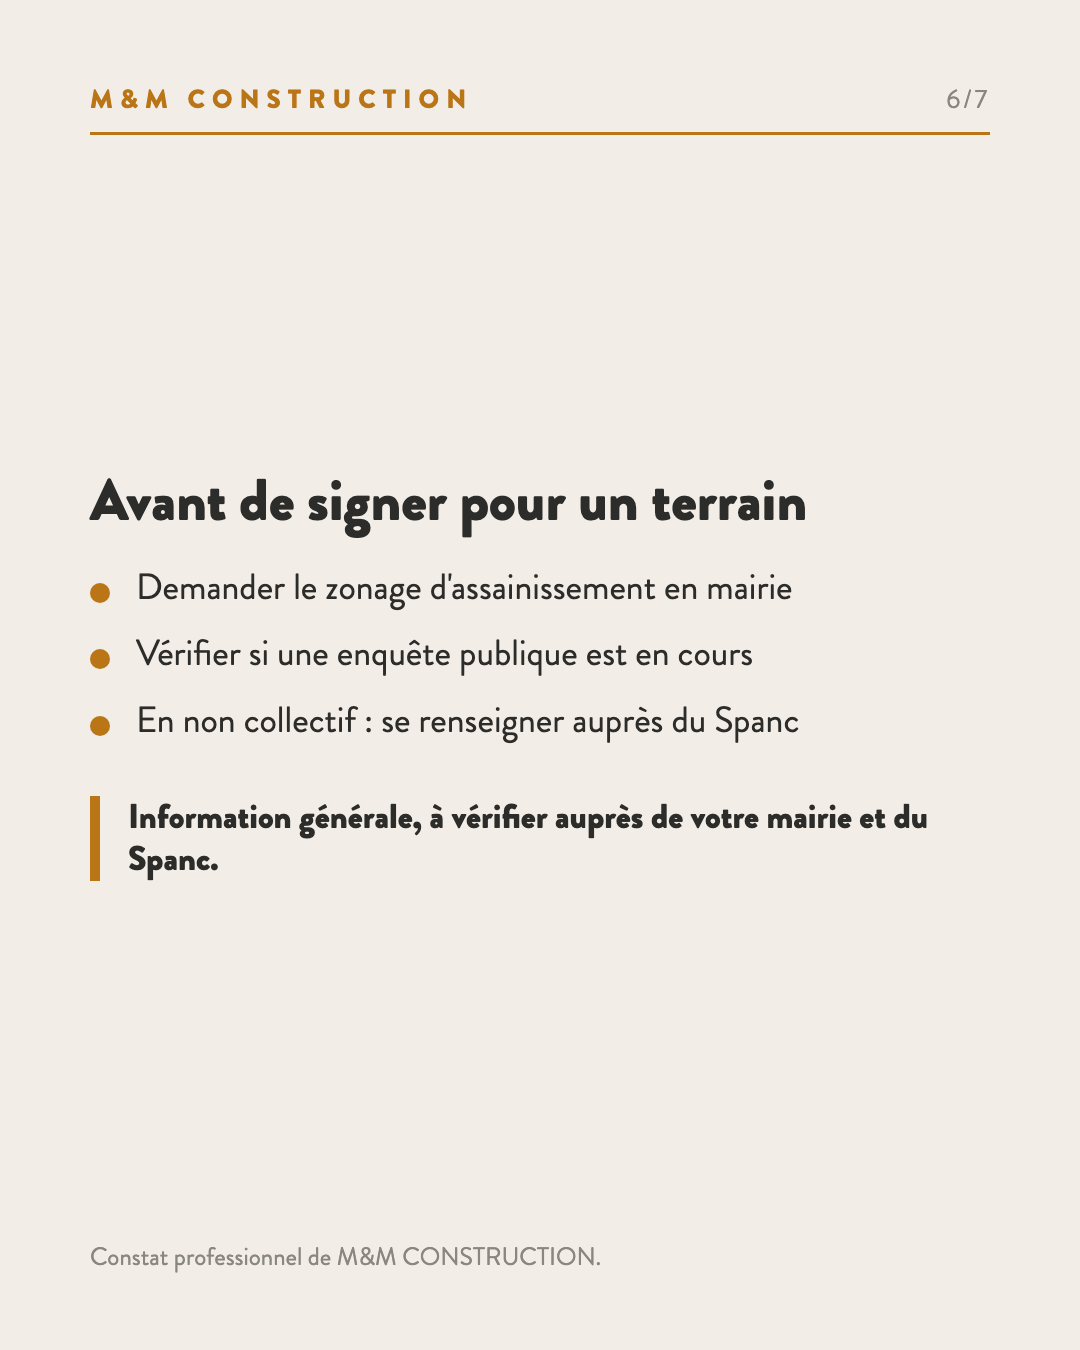 M&M CONSTRUCTION
6/7
Avant de signer pour un terrain
Demander le zonage d'assainissement en mairie
Vérifier si une enquête publique est en cours
En non collectif : se renseigner auprès du Spanc
Information générale, à vérifier auprès de votre mairie et du
Spanc.
Constat professionnel de M&M CONSTRUCTION.